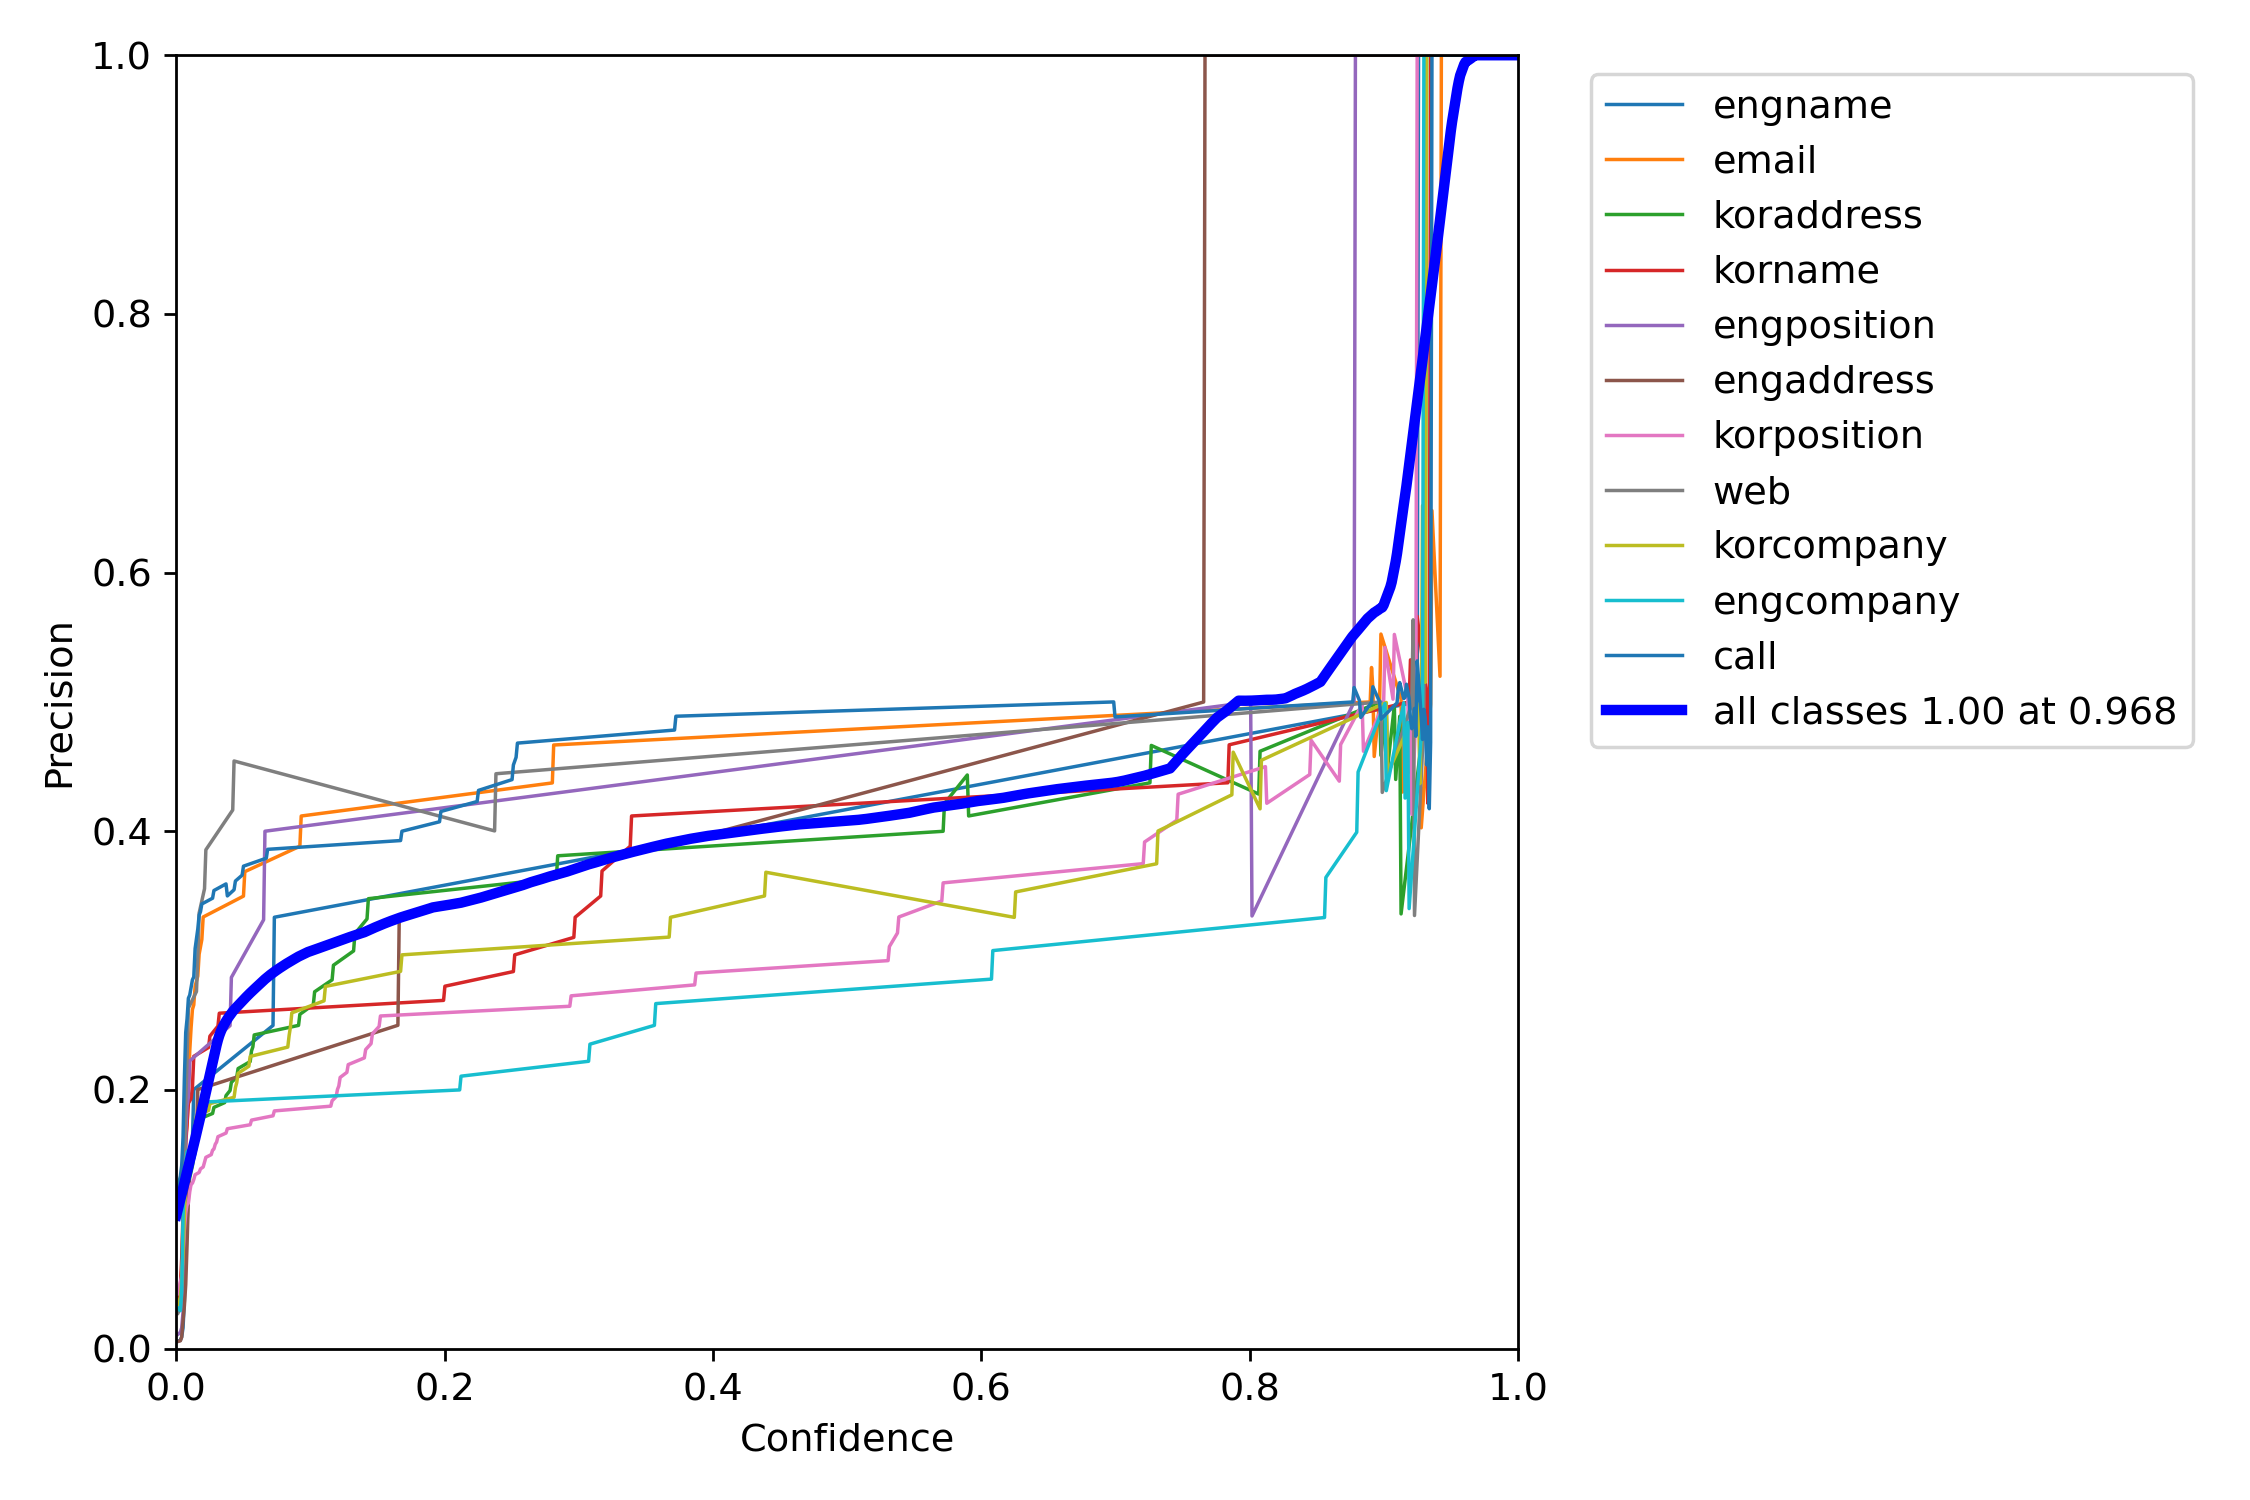 1.0
0.8
0.6
0.4
0.2
0.0
Precision
0.0 0.2 0.4 0.6 0.8 1.0
Confidence
engname
email
koraddress
korname
engposition
engaddress
korposition
web
korcompany
engcompany
call
all classes 1.00 at 0.968